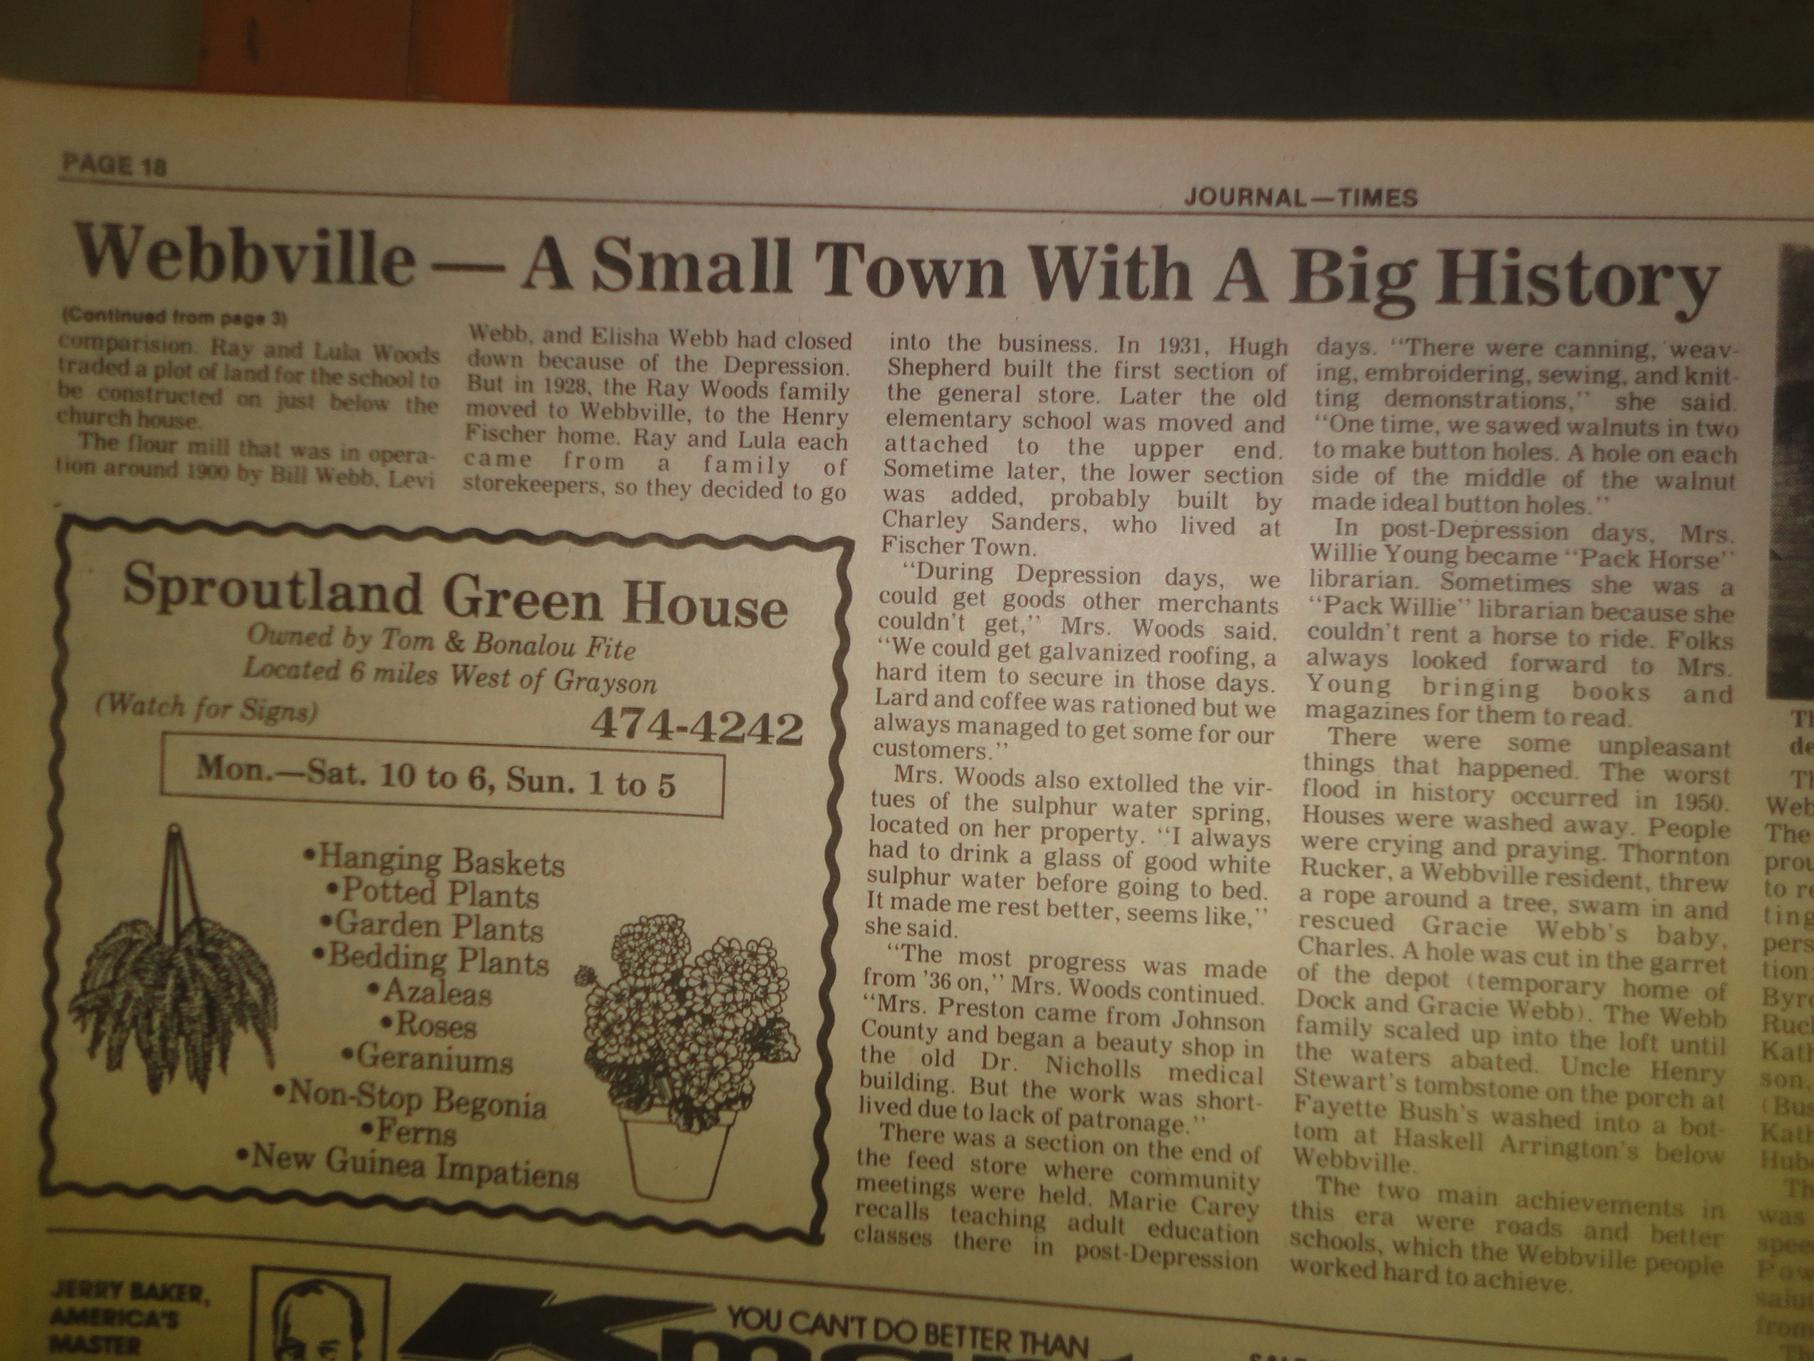 PAGE 18
JOURNAL—TIMES
Webbville — A Small Town With A Big History
(Continued from page 3)
comparision. Ray and Lula Woods
traded a plot of land for the school to
be constructed on just below the
church house.
The flour mill that was in opera-
tion around 1900 by Bill Webb, Levi
Webb, and Elisha Webb had closed
down because of the Depression.
But in 1928, the Ray Woods family
moved to Webbville, to the Henry
Fischer home. Ray and Lula each
came from a family of
storekeepers, so they decided to go
into the business. In 1931, Hugh
Shepherd built the first section of
the general store. Later the old
elementary school was moved and
attached to the upper end.
Sometime later, the lower section
was added, probably built by
Charley Sanders, who lived at
Fischer Town.
"During Depression days, we
could get goods other merchants
couldn't get," Mrs. Woods said.
"We could get galvanized roofing, a
hard item to secure in those days.
Lard and coffee was rationed but we
always managed to get some for our
customers."
Mrs. Woods also extolled the vir-
tues of the sulphur water spring,
located on her property. "I always
had to drink a glass of good white
sulphur water before going to bed.
It made me rest better, seems like,"
she said.
"The most progress was made
from '36 on," Mrs. Woods continued.
"Mrs. Preston came from Johnson
County and began a beauty shop in
the old Dr. Nicholls medical
building. But the work was short-
lived due to lack of patronage."
There was a section on the end of
the feed store where community
meetings were held. Marie Carey
recalls teaching adult education
classes there in post-Depression
days. "There were canning, weav-
ing, embroidering, sewing, and knit-
ting demonstrations," she said.
"One time, we sawed walnuts in two
to make button holes. A hole on each
side of the middle of the walnut
made ideal button holes."
In post-Depression days, Mrs.
Willie Young became "Pack Horse"
librarian. Sometimes she was a
"Pack Willie" librarian because she
couldn't rent a horse to ride. Folks
always looked forward to Mrs.
Young bringing books and
magazines for them to read.
There were some unpleasant
things that happened. The worst
flood in history occurred in 1950.
Houses were washed away. People
were crying and praying. Thornton
Rucker, a Webbville resident, threw
a rope around a tree, swam in and
rescued Gracie Webb's baby,
Charles. A hole was cut in the garret
of the depot (temporary home of
Dock and Gracie Webb). The Webb
family scaled up into the loft until
the waters abated. Uncle Henry
Stewart's tombstone on the porch at
Fayette Bush's washed into a bot-
tom at Haskell Arrington's below
Webbville.
The two main achievements in
this era were roads and better
schools, which the Webbville people
worked hard to achieve.
Sproutland Green House
Owned by Tom & Bonalou Fite
Located 6 miles West of Grayson
(Watch for Signs)
474-4242
Mon.—Sat. 10 to 6, Sun. 1 to 5
•Hanging Baskets
•Potted Plants
•Garden Plants
•Bedding Plants
•Azaleas
•Roses
•Geraniums
•Non-Stop Begonia
•Ferns
•New Guinea Impatiens
JERRY BAKER,
AMERICA'S
MASTER
YOU CAN'T DO BETTER THAN